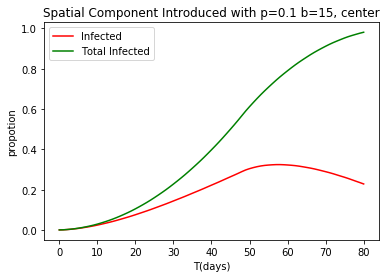 Spatial Component Introduced with p=0.1 b=15, center
Infected
Total Infected
propotion
1.0
0.8
0.6
0.4
0.2
0.0
0 10 20 30 40 50 60 70 80
T(days)